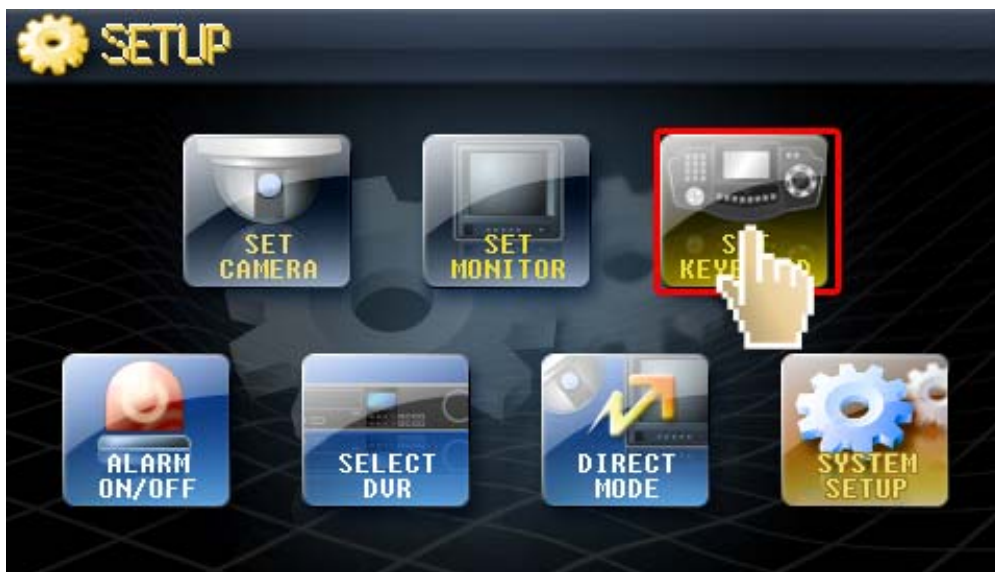 SETUP
SET
CAMERA
SET
MONITOR
ALARM
ON/OFF
SELECT
DVR
DIRECT
MODE
SYSTEM
SETUP